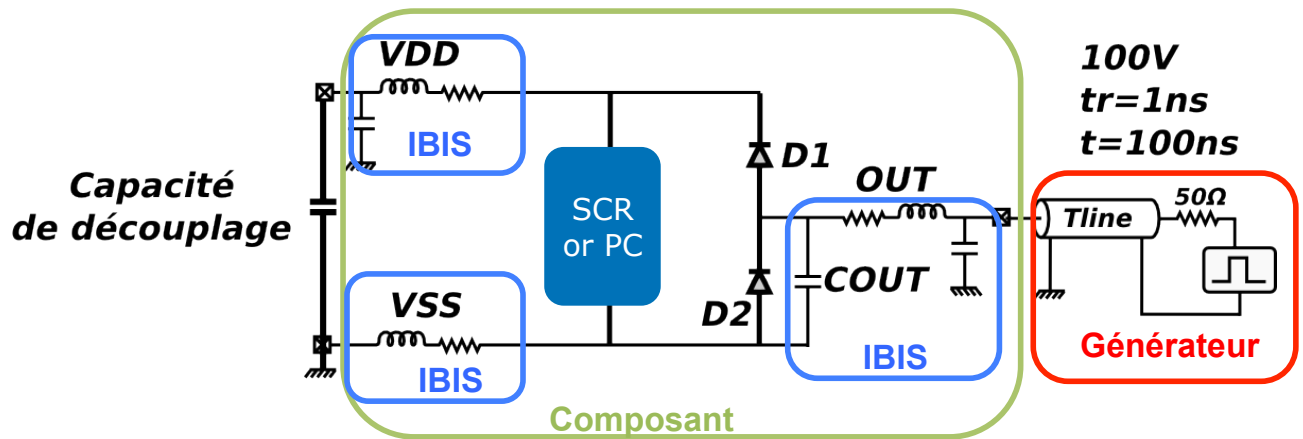 VDD
IBIS
Capacité
de découplage
VSS
IBIS
SCR
or PC
D1
D2
OUT
COUT
IBIS
Composant
100V
tr=1ns
t=100ns
Tline
50Ω
Générateur